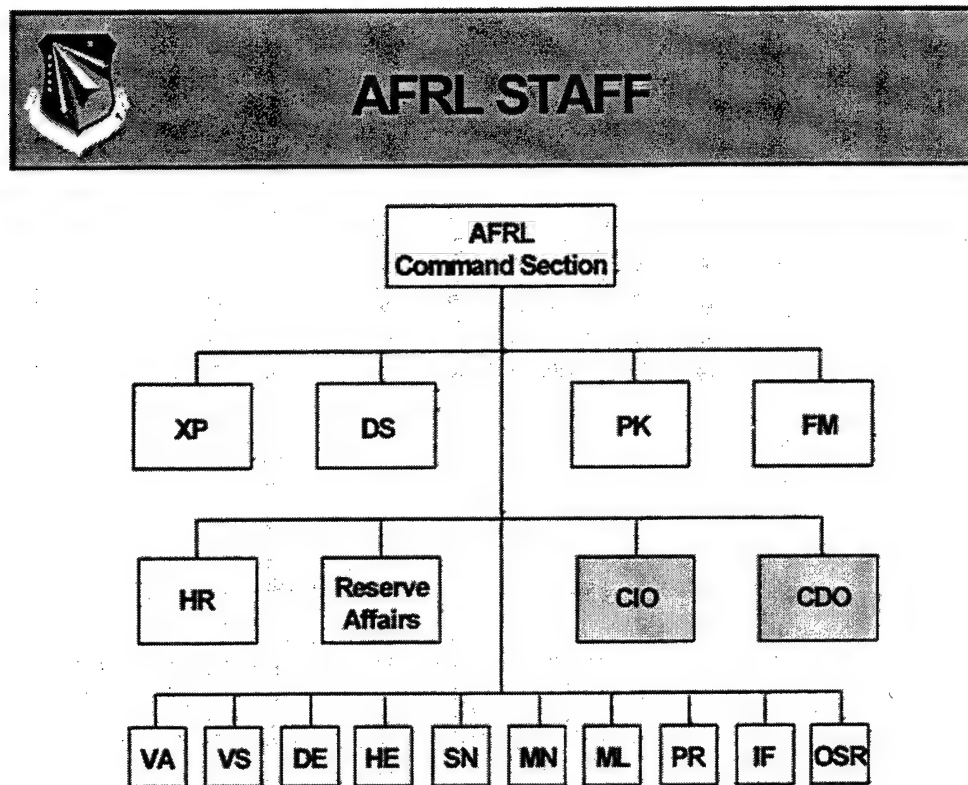 AFRL STAFF
AFRL
Command Section
XP
DS
PK
FM
HR
Reserve
Affairs
CIO
CDO
VA
VS
DE
HE
SN
MN
ML
PR
IF
OSR